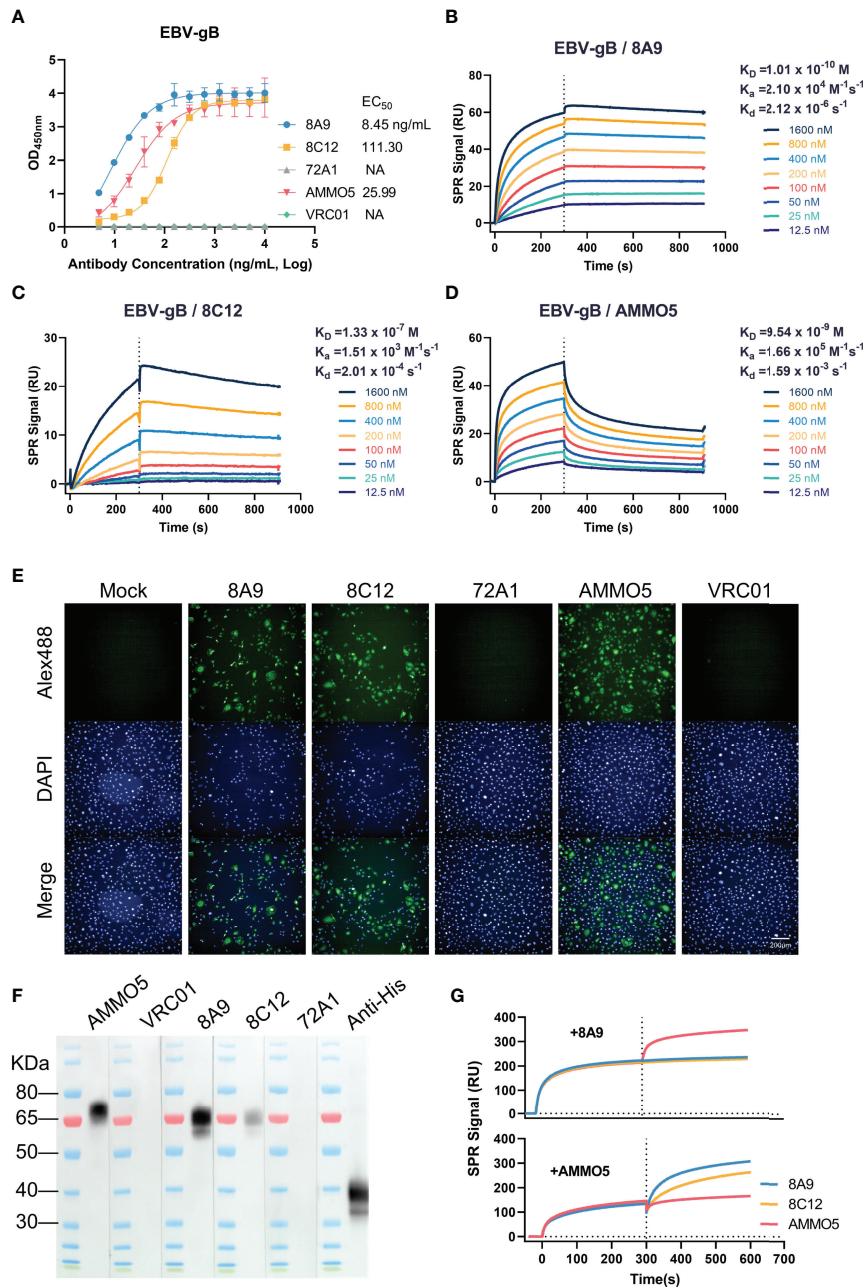 A
EBV-gB
OD450nm
5
4
3
2
1
0
0
1
2
3
4
5
Antibody Concentration (ng/mL, Log)
EC50
8A9 8.45 ng/mL
8C12 111.30
72A1 NA
AMMO5 25.99
VRC01 NA
B
EBV-gB / 8A9
SPR Signal (RU)
80
60
40
20
0
0
200
400
600
800
1000
Time (s)
KD =1.01 x 10-10 M
Ka =2.10 x 104 M-1s-1
Kd =2.12 x 10-6 s-1
1600 nM
800 nM
400 nM
200 nM
100 nM
50 nM
25 nM
12.5 nM
C
EBV-gB / 8C12
SPR Signal (RU)
30
20
10
0
0
200
400
600
800
1000
Time (s)
KD =1.33 x 10-7 M
Ka =1.51 x 103 M-1s-1
Kd =2.01 x 10-4 s-1
1600 nM
800 nM
400 nM
200 nM
100 nM
50 nM
25 nM
12.5 nM
D
EBV-gB / AMMO5
SPR Signal (RU)
60
40
20
0
0
200
400
600
800
1000
Time (s)
KD =9.54 x 10-9 M
Ka =1.66 x 105 M-1s-1
Kd =1.59 x 10-3 s-1
1600 nM
800 nM
400 nM
200 nM
100 nM
50 nM
25 nM
12.5 nM
E
Mock
8A9
8C12
72A1
AMMO5
VRC01
Alex488
DAPI
Merge
200μm
F
AMMO5
VRC01
8A9
8C12
72A1
Anti-His
KDa
80
65
50
40
30
G
SPR Signal (RU)
400
300
200
100
0
+8A9
400
300
200
100
0
+AMMO5
8A9
8C12
AMMO5
0
100
200
300
400
500
600
700
Time(s)